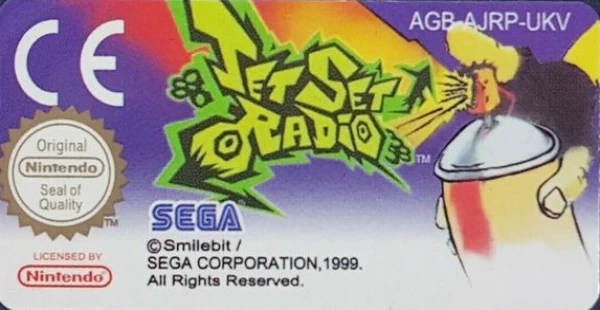 AGB-AJRP-UKV
CE
JET SET
RADIO
TM
Original
Nintendo
Seal of
Quality
TM
LICENSED BY
Nintendo
SEGA
©Smilebit /
SEGA CORPORATION,1999.
All Rights Reserved.